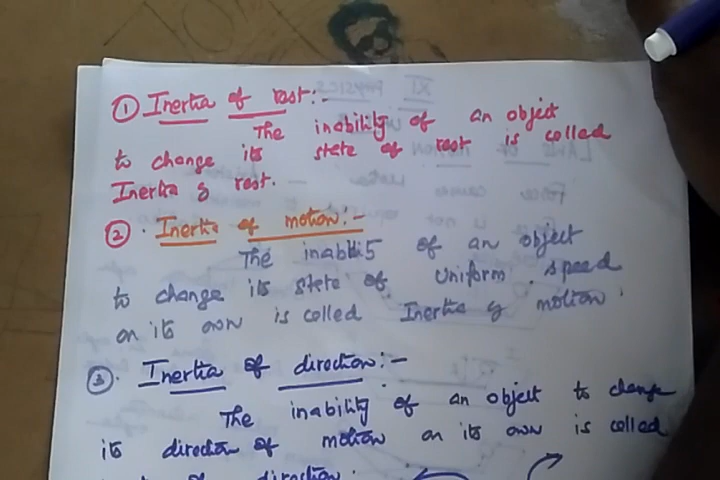 ① Inertia of rest:-
The inability of an object
to change its state of rest is called
Inertia of rest.
② . Inertia of motion:-
The inability of an object
to change its state of uniform speed
on its own is called Inertia of motion.
③. Inertia of direction:-
The inability of an object to change
its direction of motion on its own is called
direction.